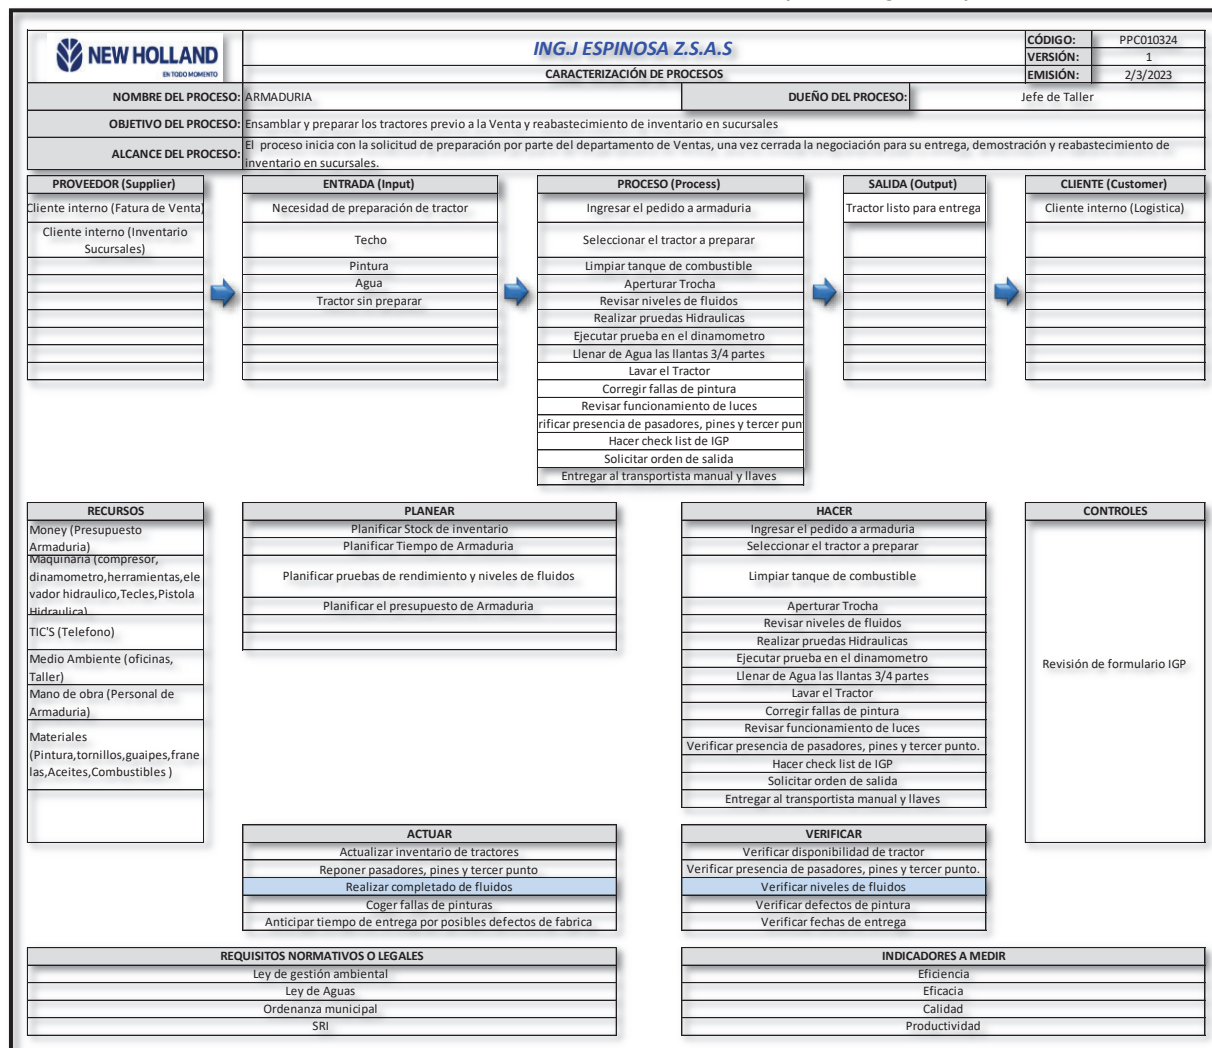 NEW HOLLAND
EN TODO MOMENTO
ING.J ESPINOSA Z.S.A.S
CARACTERIZACIÓN DE PROCESOS
CÓDIGO: PPC010324
VERSIÓN: 1
EMISIÓN: 2/3/2023
NOMBRE DEL PROCESO: ARMADURIA
DUEÑO DEL PROCESO: Jefe de Taller
OBJETIVO DEL PROCESO: Ensamblar y preparar los tractores previo a la Venta y reabastecimiento de inventario en sucursales
ALCANCE DEL PROCESO: El proceso inicia con la solicitud de preparación por parte del departamento de Ventas, una vez cerrada la negociación para su entrega, demostración y reabastecimiento de
inventario en sucursales.
PROVEEDOR (Supplier)
Cliente interno (Fatura de Venta)
Cliente interno (Inventario
Sucursales)
ENTRADA (Input)
Necesidad de preparación de tractor
Techo
Pintura
Agua
Tractor sin preparar
PROCESO (Process)
Ingresar el pedido a armaduria
Seleccionar el tractor a preparar
Limpiar tanque de combustible
Aperturar Trocha
Revisar niveles de fluidos
Realizar pruedas Hidraulicas
Ejecutar prueba en el dinamometro
Llenar de Agua las llantas 3/4 partes
Lavar el Tractor
Corregir fallas de pintura
Revisar funcionamiento de luces
rificar presencia de pasadores, pines y tercer pun
Hacer check list de IGP
Solicitar orden de salida
Entregar al transportista manual y llaves
SALIDA (Output)
Tractor listo para entrega
CLIENTE (Customer)
Cliente interno (Logistica)
RECURSOS
Money (Presupuesto
Armaduria)
Maquinaria (compresor,
dinamometro,herramientas,ele
vador hidraulico,Tecles,Pistola
Hidraulica)
TIC'S (Telefono)
Medio Ambiente (oficinas,
Taller)
Mano de obra (Personal de
Armaduria)
Materiales
(Pintura,tornillos,guaipes,frane
las,Aceites,Combustibles )
PLANEAR
Planificar Stock de inventario
Planificar Tiempo de Armaduria
Planificar pruebas de rendimiento y niveles de fluidos
Planificar el presupuesto de Armaduria
HACER
Ingresar el pedido a armaduria
Seleccionar el tractor a preparar
Limpiar tanque de combustible
Aperturar Trocha
Revisar niveles de fluidos
Realizar pruedas Hidraulicas
Ejecutar prueba en el dinamometro
Llenar de Agua las llantas 3/4 partes
Lavar el Tractor
Corregir fallas de pintura
Revisar funcionamiento de luces
Verificar presencia de pasadores, pines y tercer punto.
Hacer check list de IGP
Solicitar orden de salida
Entregar al transportista manual y llaves
CONTROLES
Revisión de formulario IGP
ACTUAR
Actualizar inventario de tractores
Reponer pasadores, pines y tercer punto
Realizar completado de fluidos
Coger fallas de pinturas
Anticipar tiempo de entrega por posibles defectos de fabrica
VERIFICAR
Verificar disponibilidad de tractor
Verificar presencia de pasadores, pines y tercer punto.
Verificar niveles de fluidos
Verificar defectos de pintura
Verificar fechas de entrega
REQUISITOS NORMATIVOS O LEGALES
Ley de gestión ambiental
Ley de Aguas
Ordenanza municipal
SRI
INDICADORES A MEDIR
Eficiencia
Eficacia
Calidad
Productividad